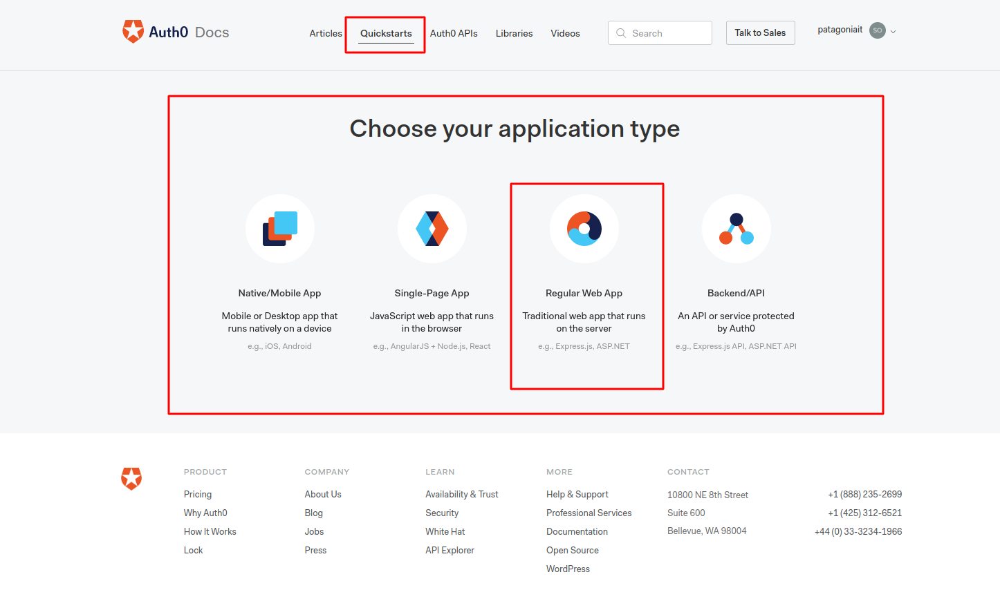 Auth0 Docs
Articles Quickstarts Auth0 APIs Libraries Videos Search Talk to Sales patagoniait SO
Choose your application type
Native/Mobile App
Mobile or Desktop app that
runs natively on a device
e.g., iOS, Android
Single-Page App
JavaScript web app that runs
in the browser
e.g., AngularJS + Node.js, React
Regular Web App
Traditional web app that runs
on the server
e.g., Express.js, ASP.NET
Backend/API
An API or service protected
by Auth0
e.g., Express.js API, ASP.NET API
PRODUCT
Pricing
Why Auth0
How It Works
Lock
COMPANY
About Us
Blog
Jobs
Press
LEARN
Availability & Trust
Security
White Hat
API Explorer
MORE
Help & Support
Professional Services
Documentation
Open Source
WordPress
CONTACT
10800 NE 8th Street
Suite 600
Bellevue, WA 98004
+1 (888) 235-2699
+1 (425) 312-6521
+44 (0) 33-3234-1966